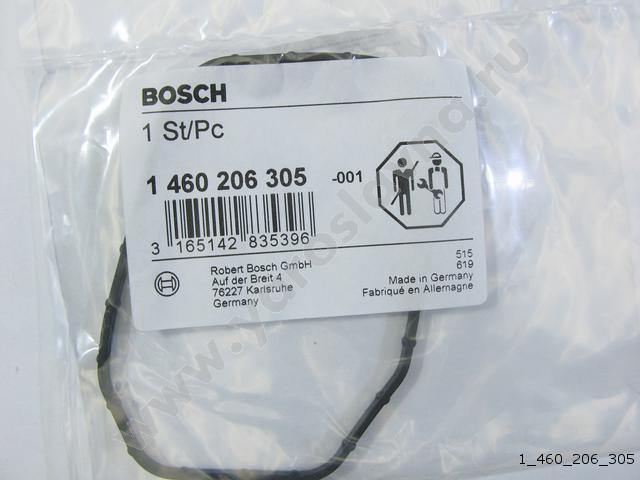 BOSCH
1 St/Pc
1 460 206 305 -001
3 165142 835396
Robert Bosch GmbH
Auf der Breit 4
76227 Karlsruhe
Germany
515
619
Made in Germany
Fabriqué en Allemagne
1_460_206_305